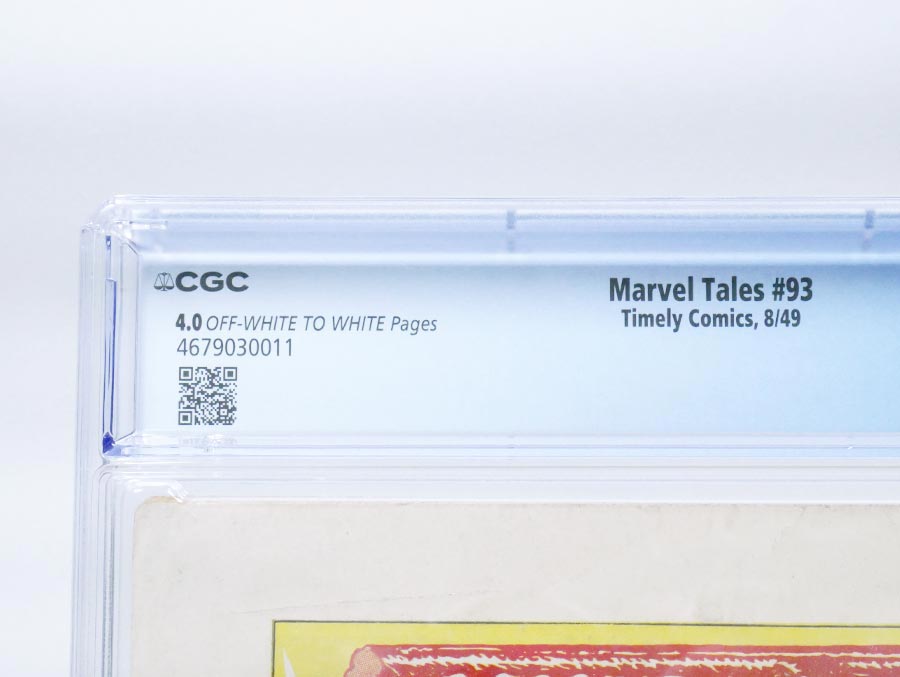 CGC
4.0 OFF-WHITE TO WHITE Pages
4679030011
Marvel Tales #93
Timely Comics, 8/49